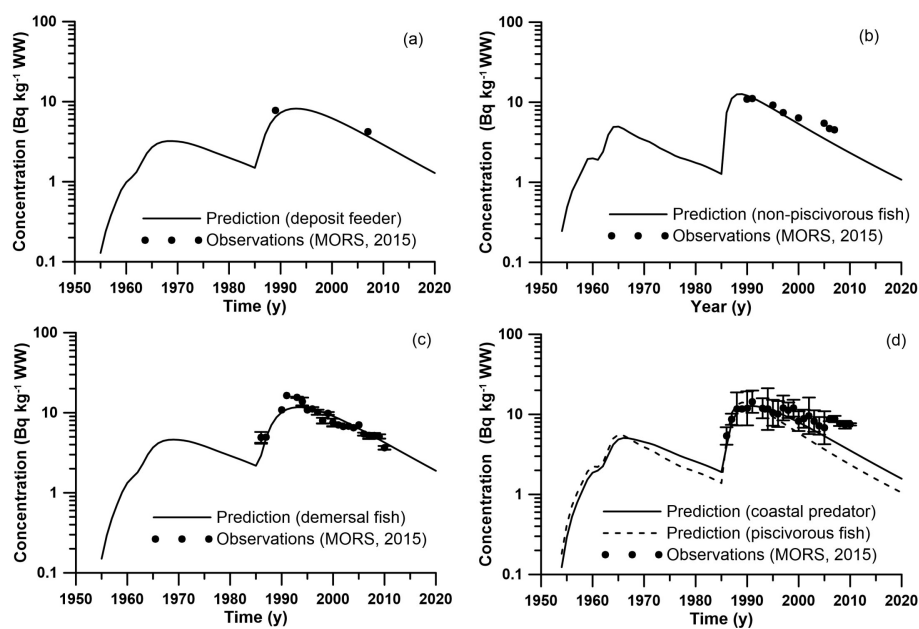 (a)
Concentration (Bq kg⁻¹ WW)
100
10
1
0.1
Prediction (deposit feeder)
Observations (MORS, 2015)
1950 1960 1970 1980 1990 2000 2010 2020
Time (y)
(b)
Concentration (Bq kg⁻¹ WW)
100
10
1
0.1
Prediction (non-piscivorous fish)
Observations (MORS, 2015)
1950 1960 1970 1980 1990 2000 2010 2020
Year (y)
(c)
Concentration (Bq kg⁻¹ WW)
100
10
1
0.1
Prediction (demersal fish)
Observations (MORS, 2015)
1950 1960 1970 1980 1990 2000 2010 2020
Time (y)
(d)
Concentration (Bq kg⁻¹ WW)
100
10
1
0.1
Prediction (coastal predator)
Prediction (piscivorous fish)
Observations (MORS, 2015)
1950 1960 1970 1980 1990 2000 2010 2020
Time (y)